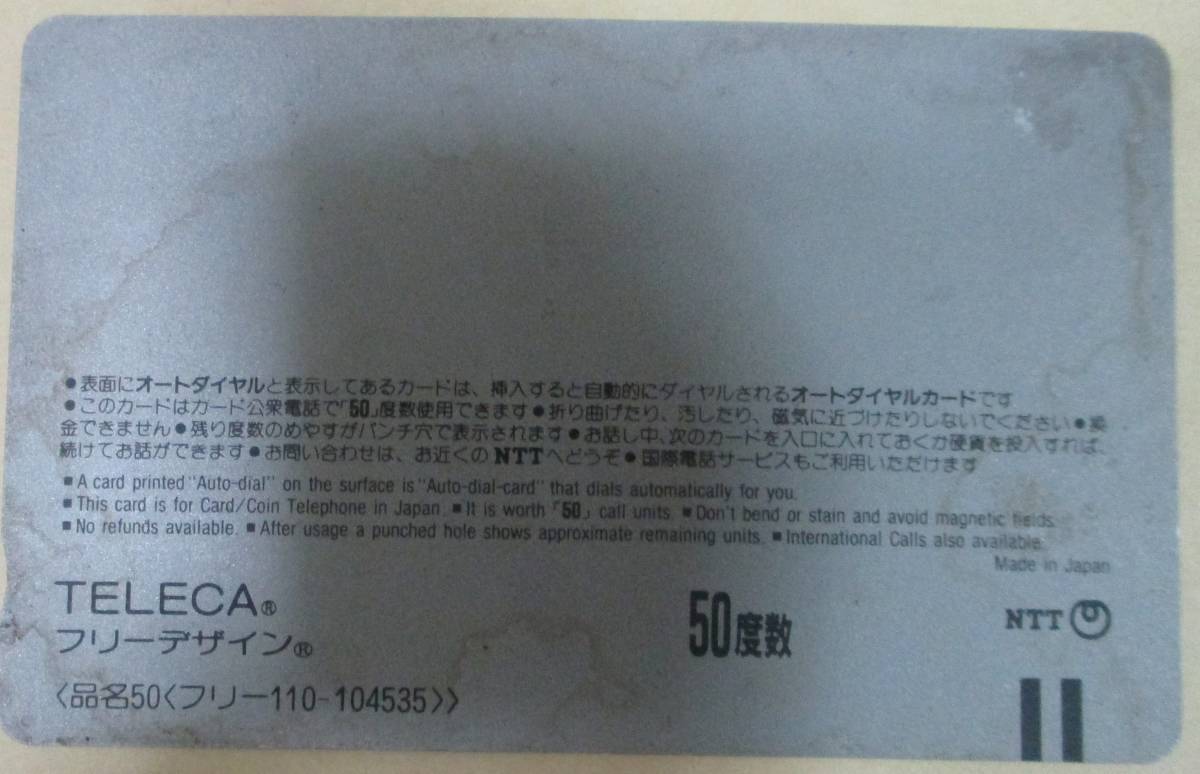 ●表面にオートダイヤルと表示してあるカードは、挿入すると自動的にダイヤルされるオートダイヤルカードです
●このカードはカード公衆電話で「50」度数使用できます●折り曲げたり、汚したり、磁気に近づけたりしないでください●換
金できません●残り度数のめやすがパンチ穴で表示されます●お話し中、次のカードを入口に入れておくか硬貨を投入すれば、
続けてお話ができます●お問い合わせは、お近くのNTTへどうぞ●国際電話サービスもご利用いただけます
■A card printed "Auto-dial" on the surface is "Auto-dial-card" that dials automatically for you.
■This card is for Card/Coin Telephone in Japan. ■It is worth「50」call units. ■Don't bend or stain and avoid magnetic fields.
■No refunds available. ■After usage a punched hole shows approximate remaining units. ■International Calls also available.
Made in Japan
TELECA®
フリーデザイン®
50度数
NTT
〈品名50〈フリー110-104535〉〉